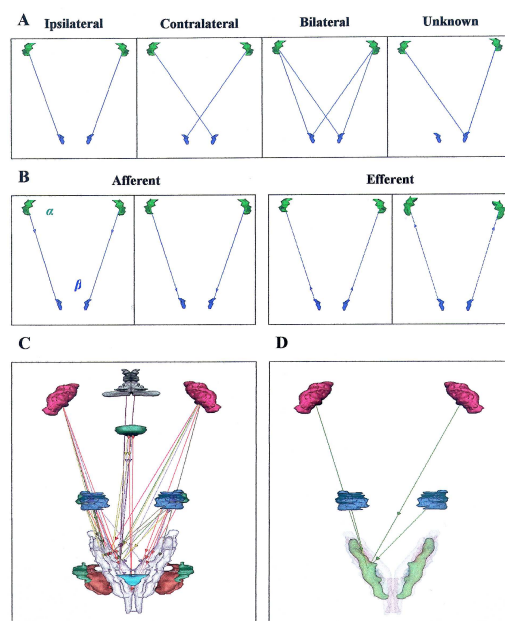 A
Ipsilateral Contralateral Bilateral Unknown
B
Afferent Efferent
α
β
C D